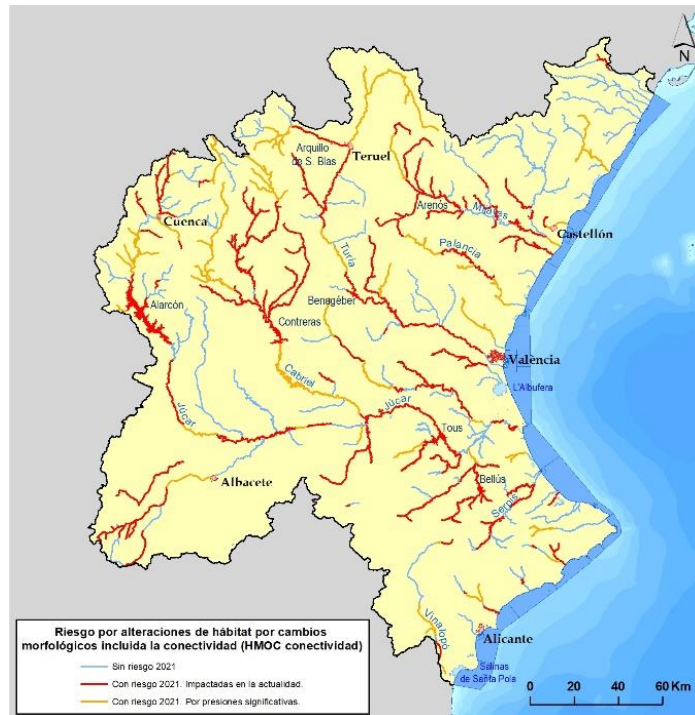 N
Arquillo
de S. Blas
Teruel
Arenós
Mijares
Cuenca
Castellón
Turia
Palancia
Alarcón
Benagéber
Contreras
València
Cabriel
L'Albufera
Júcar
Júcar
Tous
Albacete
Bellús
Serpis
Vinalopó
Alicante
Salinas
de Santa Pola
Riesgo por alteraciones de hábitat por cambios
morfológicos incluida la conectividad (HMOC conectividad)
Sin riesgo 2021
Con riesgo 2021. Impactadas en la actualidad.
Con riesgo 2021. Por presiones significativas.
0 20 40 60 Km